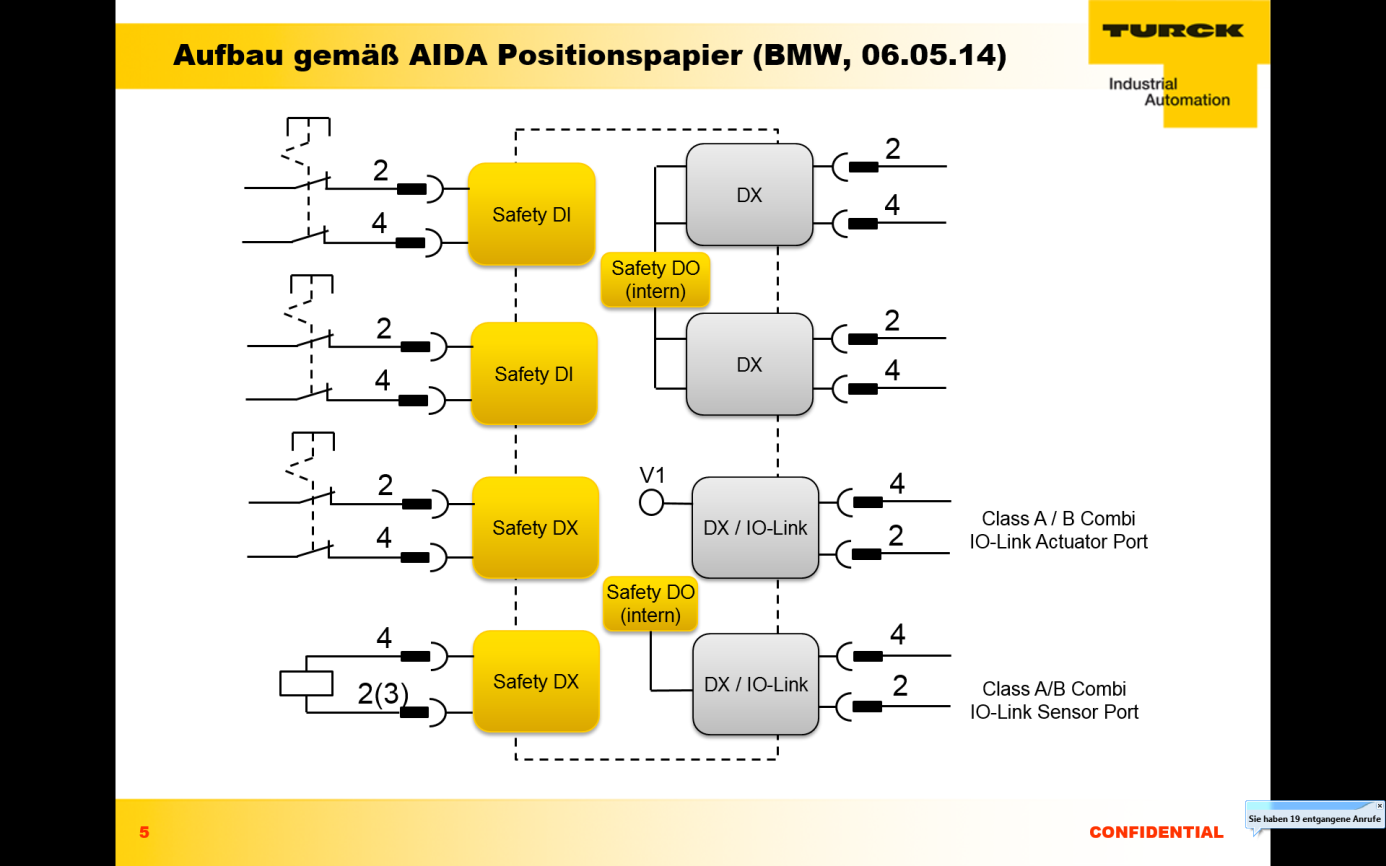 Aufbau gemäß AIDA Positionspapier (BMW, 06.05.14)
TURCK
Industrial
Automation
2
4
Safety DI
DX
2
4
Safety DO
(intern)
2
4
Safety DI
DX
2
4
2
4
Safety DX
V1
DX / IO-Link
4
2
Class A / B Combi
IO-Link Actuator Port
Safety DO
(intern)
4
2(3)
Safety DX
DX / IO-Link
4
2
Class A/B Combi
IO-Link Sensor Port
5
CONFIDENTIAL
Sie haben 19 entgangene Anrufe